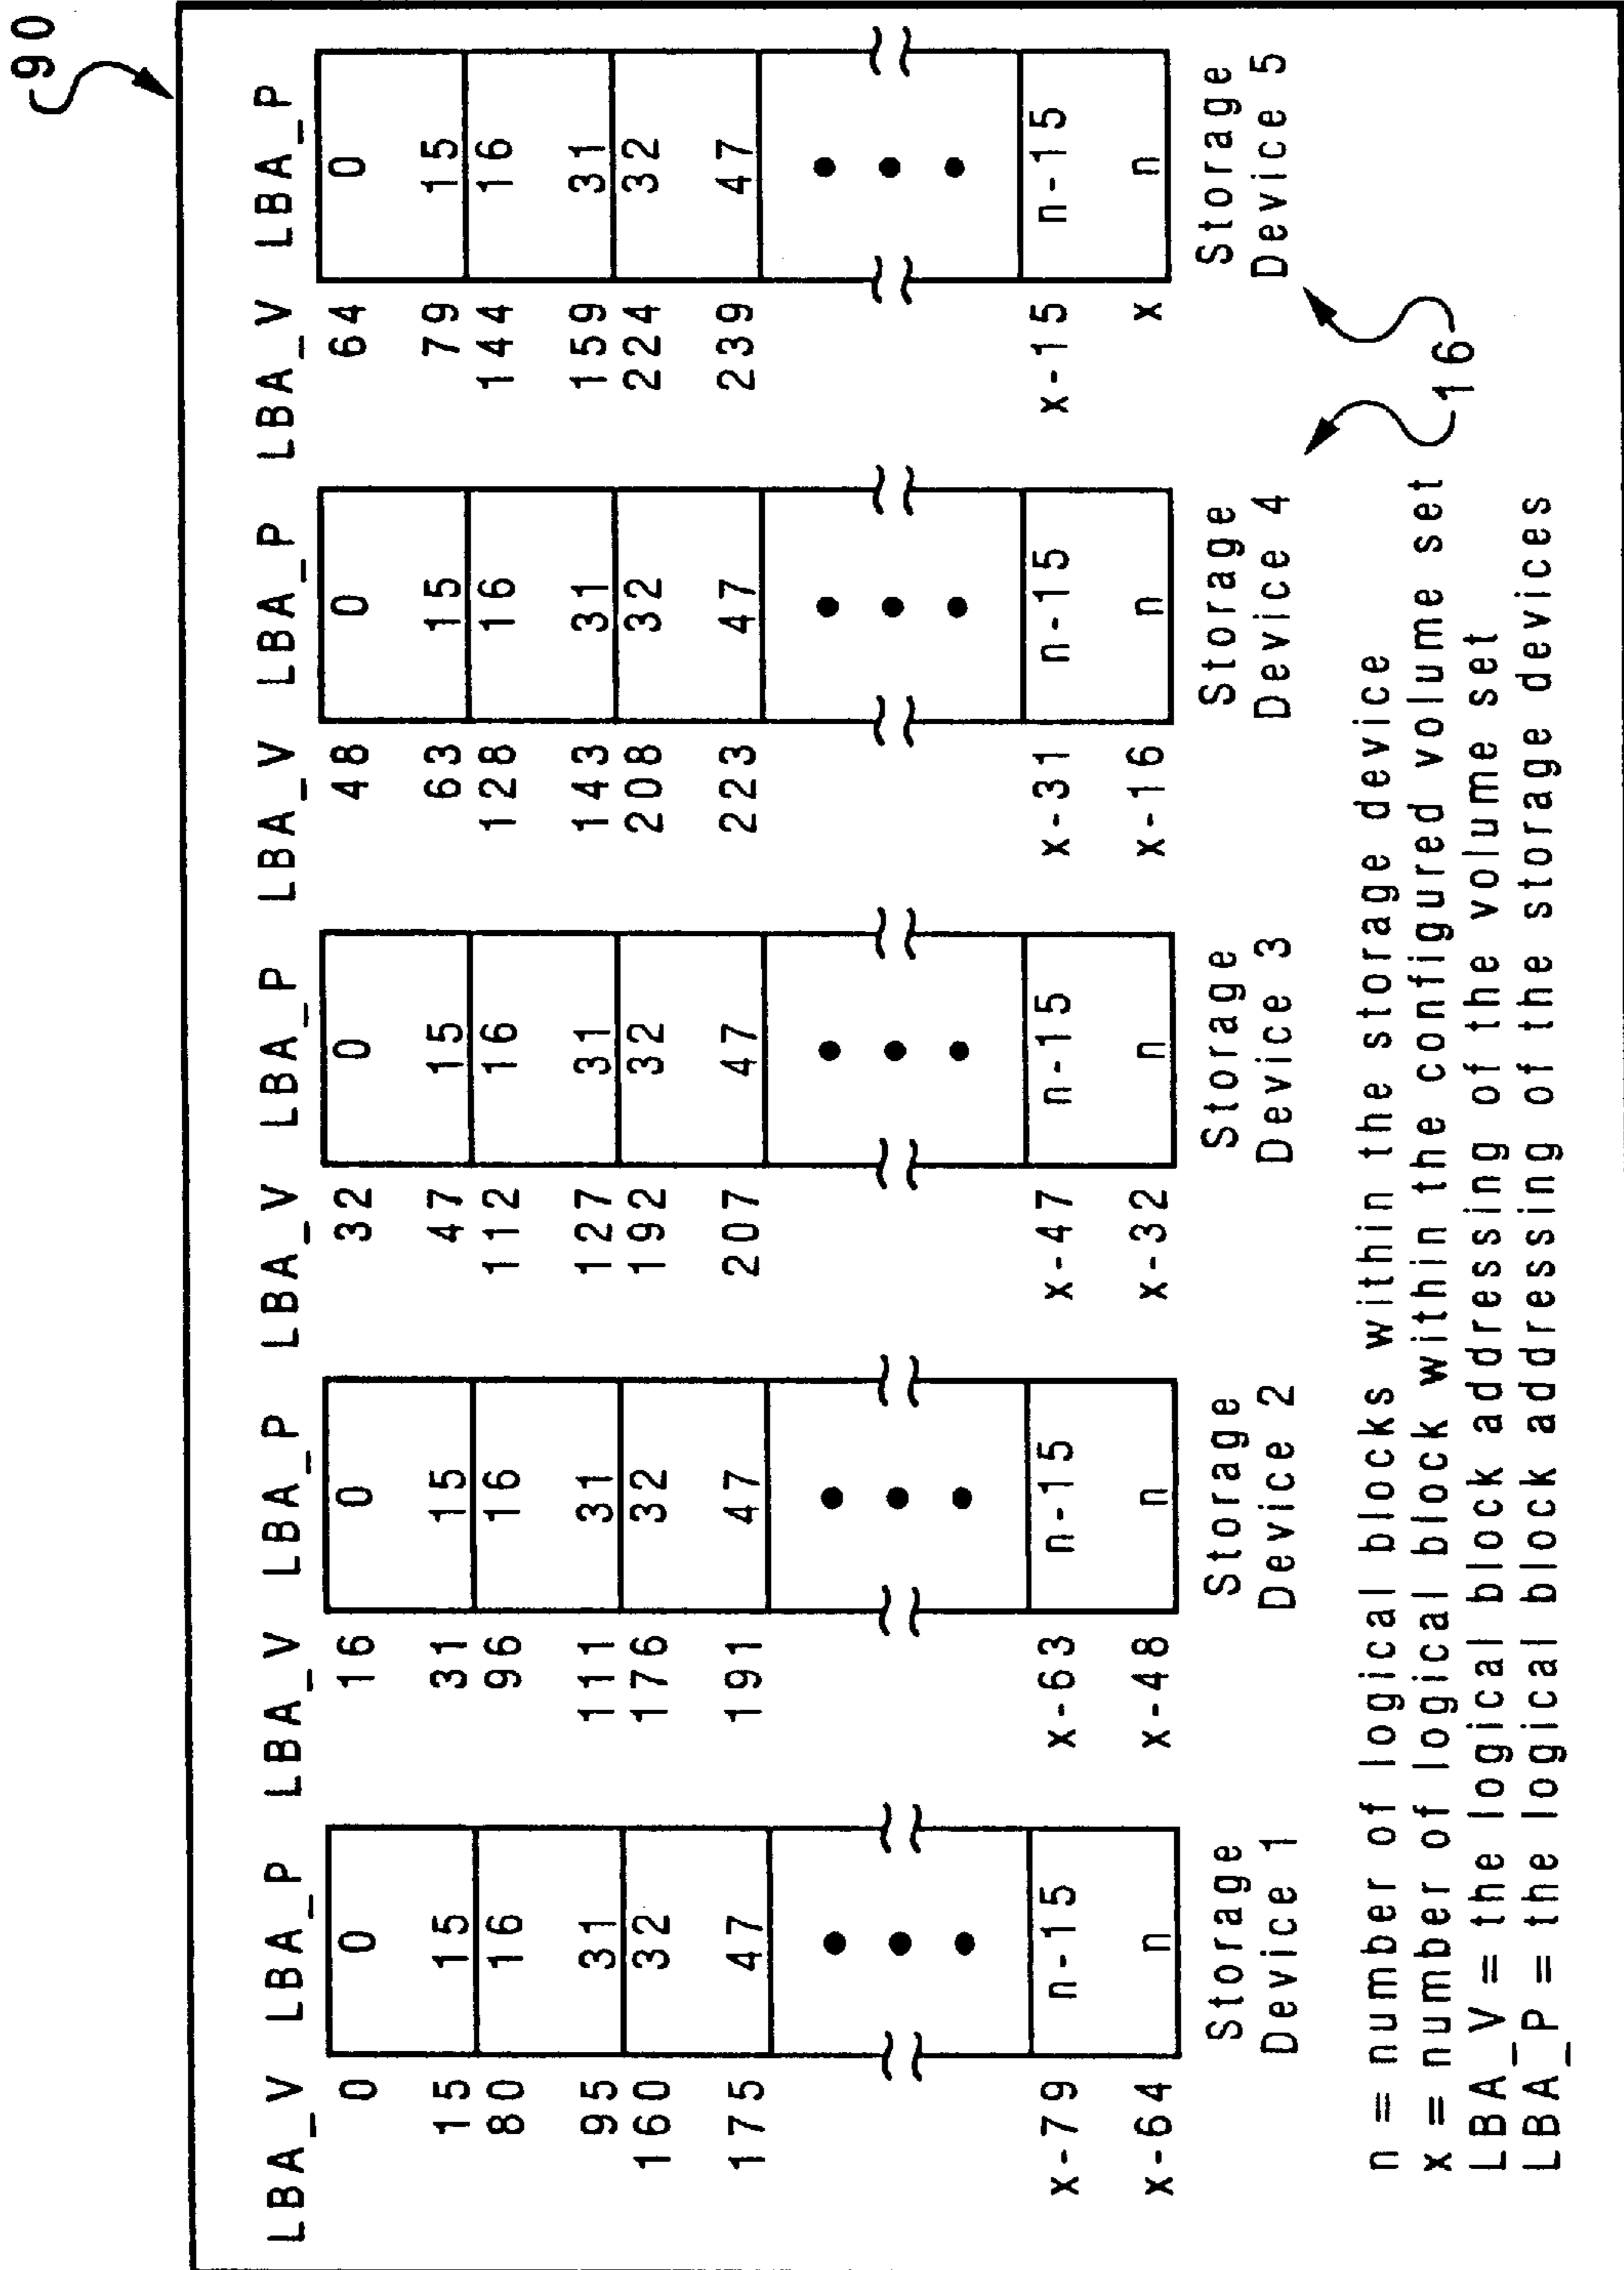 90
LBA_V LBA_P LBA_V LBA_P LBA_V LBA_P LBA_V LBA_P LBA_V LBA_P
0 0 16 0 32 0 48 0 64 0
15 15 31 15 47 15 63 15 79 15
80 16 96 16 112 16 128 16 144 16
95 31 111 31 127 31 143 31 159 31
160 32 176 32 192 32 208 32 224 32
175 47 191 47 207 47 223 47 239 47
x-79 n-15 x-63 n-15 x-47 n-15 x-31 n-15 x-15 n-15
x-64 n x-48 n x-32 n x-16 n x n
Storage Storage Storage Storage Storage
Device 1 Device 2 Device 3 Device 4 Device 5
16
n = number of logical blocks within the storage device
x = number of logical block within the configured volume set
LBA_V = the logical block addressing of the volume set
LBA_P = the logical block addressing of the storage devices